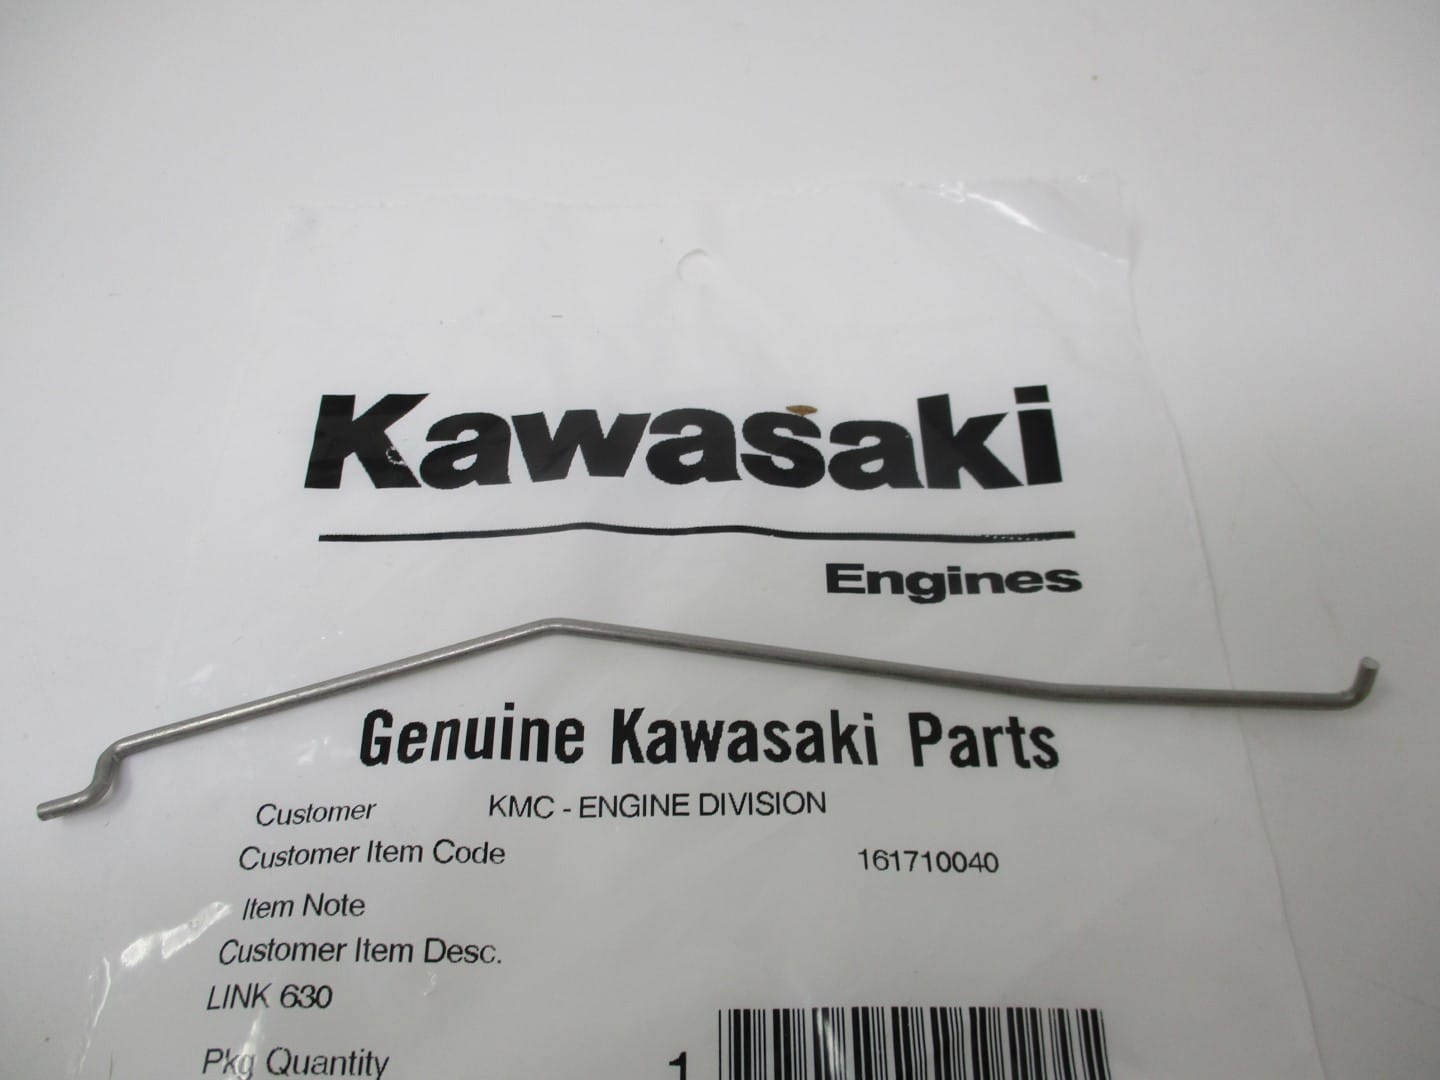 Kawasaki
Engines
Genuine Kawasaki Parts
Customer KMC - ENGINE DIVISION
Customer Item Code 161710040
Item Note
Customer Item Desc.
LINK 630
Pkg Quantity 1